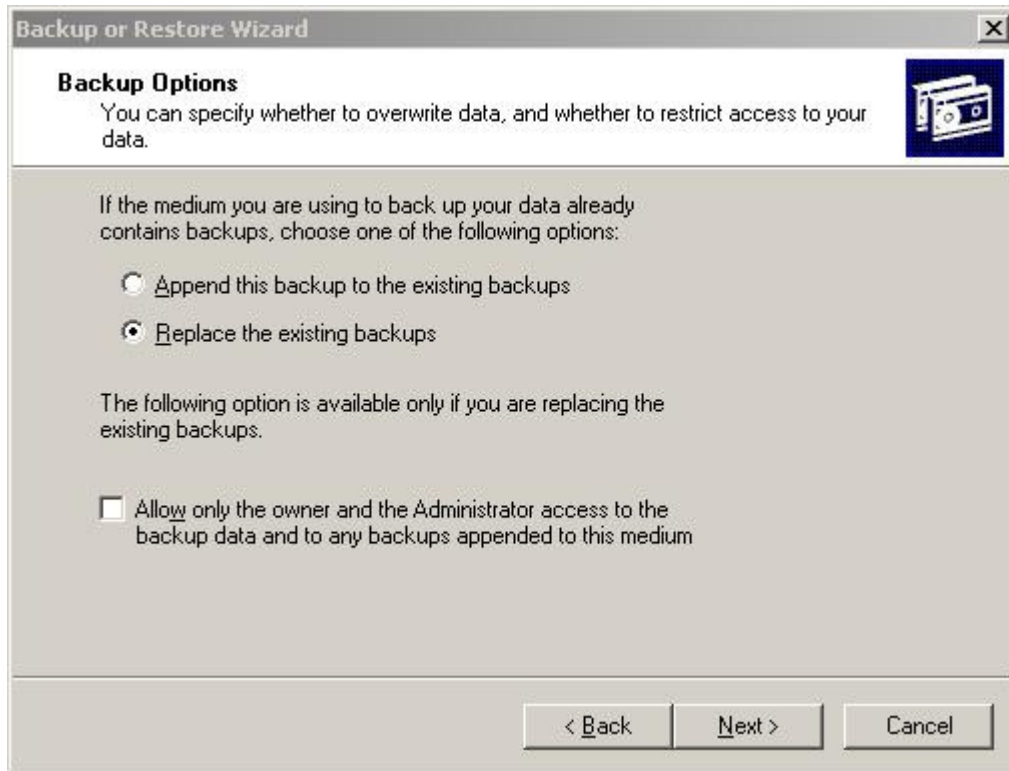 Backup or Restore Wizard
Backup Options
You can specify whether to overwrite data, and whether to restrict access to your
data.
If the medium you are using to back up your data already
contains backups, choose one of the following options:
Append this backup to the existing backups
Replace the existing backups
The following option is available only if you are replacing the
existing backups.
Allow only the owner and the Administrator access to the
backup data and to any backups appended to this medium
< Back Next > Cancel